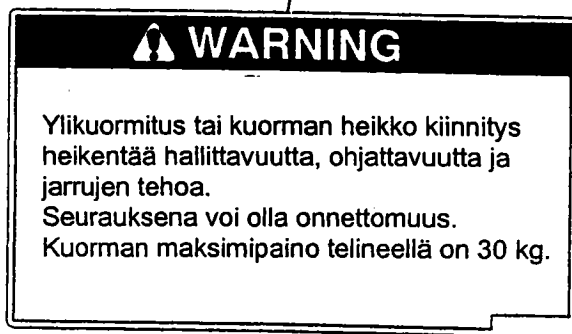 WARNING
Ylikuormitus tai kuorman heikko kiinnitys
heikentää hallittavuutta, ohjattavuutta ja
jarrujen tehoa.
Seurauksena voi olla onnettomuus.
Kuorman maksimipaino telineellä on 30 kg.